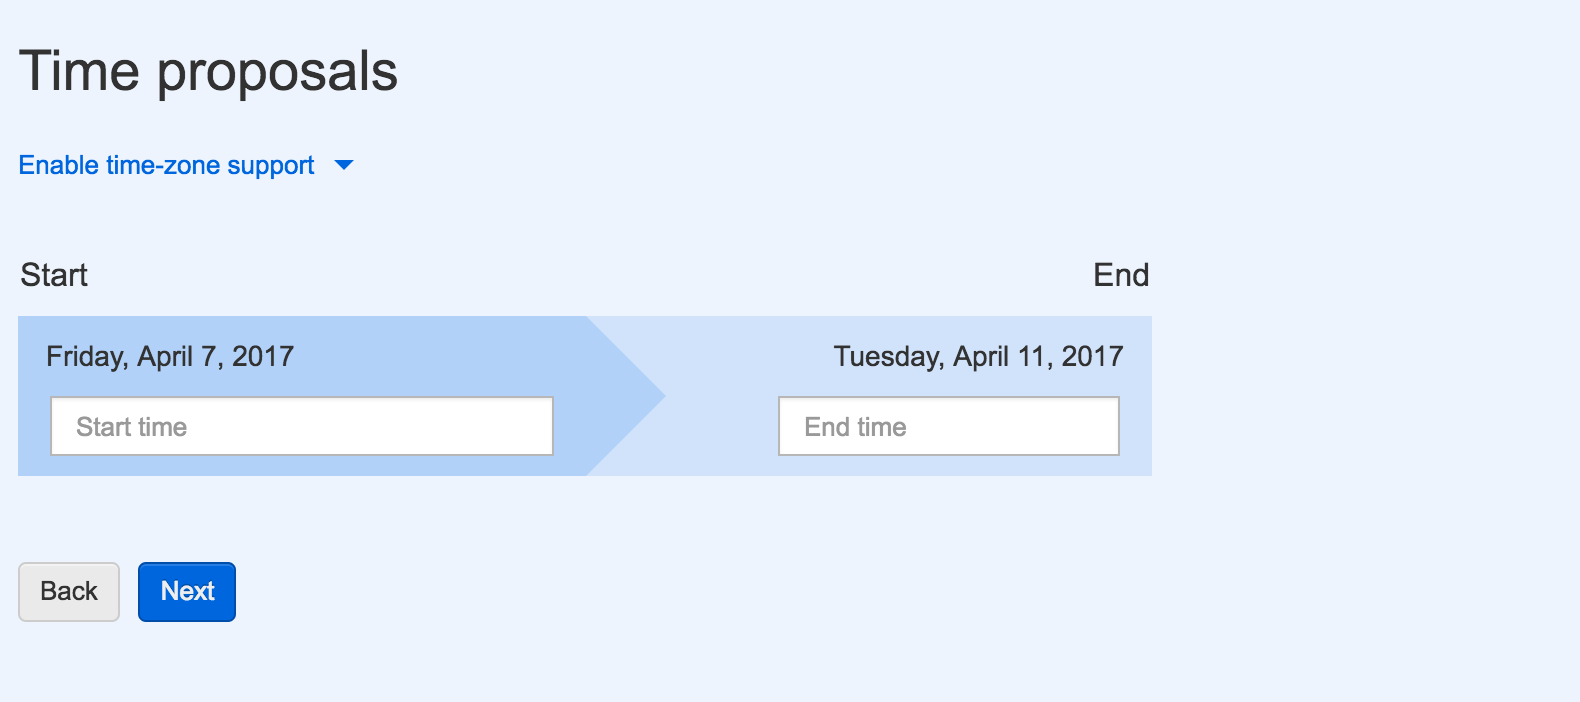 Time proposals
Enable time-zone support
Start
End
Friday, April 7, 2017
Tuesday, April 11, 2017
Start time
End time
Back
Next